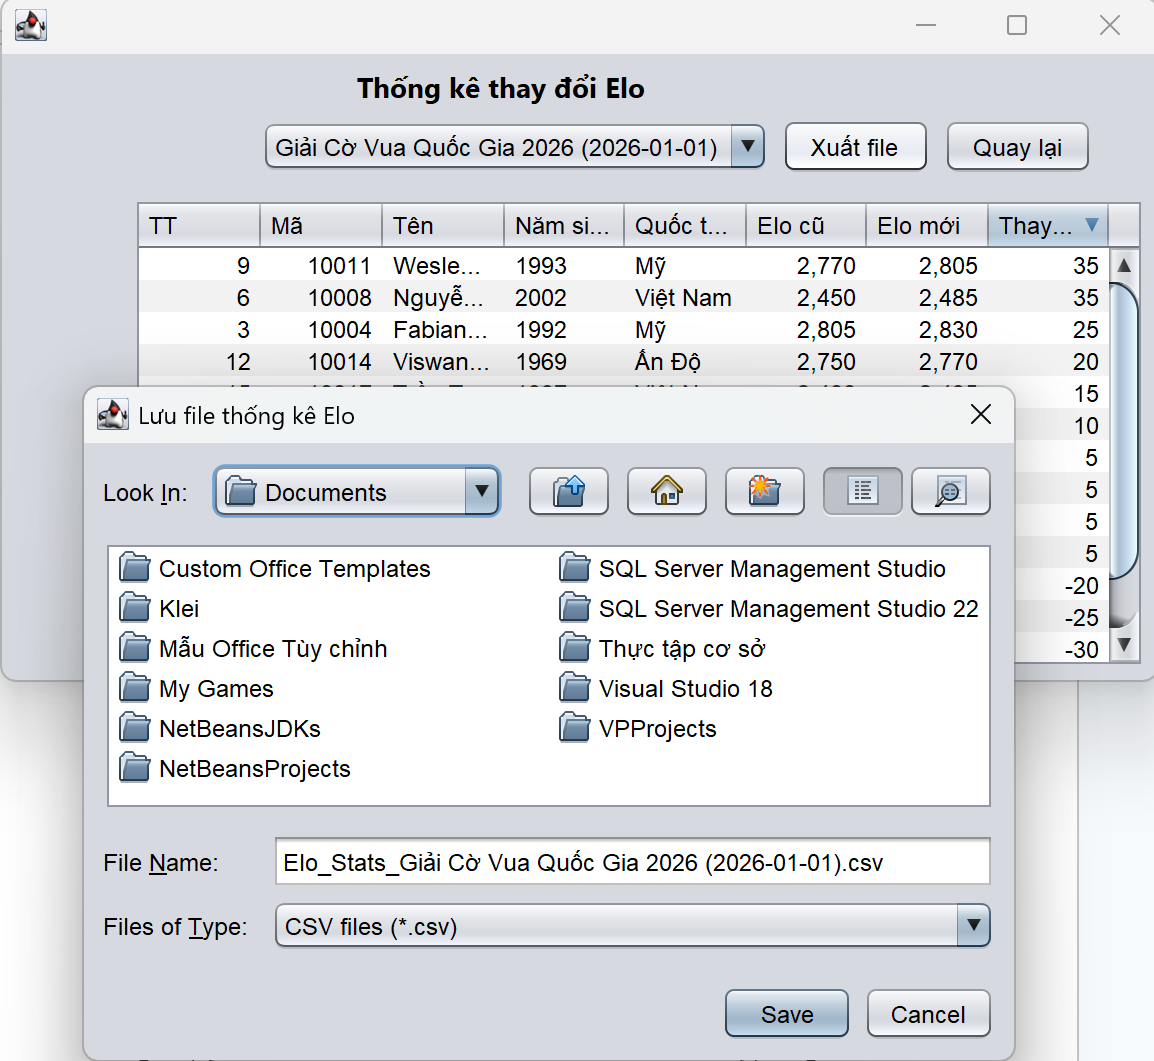 Thống kê thay đổi Elo
Giải Cờ Vua Quốc Gia 2026 (2026-01-01) Xuất file Quay lại
TT Mã Tên Năm si... Quốc t... Elo cũ Elo mới Thay...
9 10011 Wesle... 1993 Mỹ 2,770 2,805 35
6 10008 Nguyễ... 2002 Việt Nam 2,450 2,485 35
3 10004 Fabian... 1992 Mỹ 2,805 2,830 25
12 10014 Viswan... 1969 Ấn Độ 2,750 2,770 20
15
10
5
5
5
5
-20
-25
-30
Lưu file thống kê Elo
Look In: Documents
Custom Office Templates
Klei
Mẫu Office Tùy chỉnh
My Games
NetBeansJDKs
NetBeansProjects
SQL Server Management Studio
SQL Server Management Studio 22
Thực tập cơ sở
Visual Studio 18
VPProjects
File Name: Elo_Stats_Giải Cờ Vua Quốc Gia 2026 (2026-01-01).csv
Files of Type: CSV files (*.csv)
Save Cancel